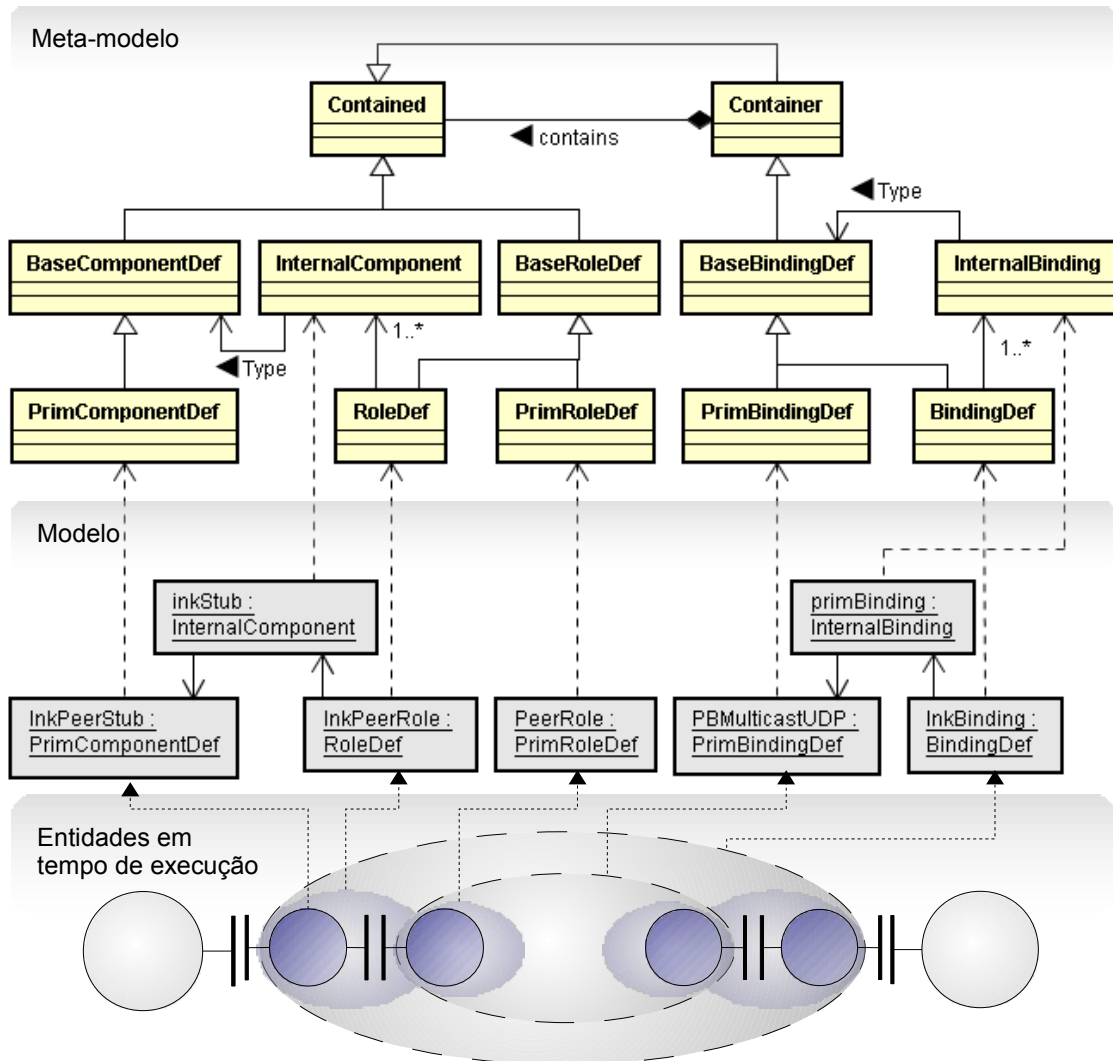 Meta-modelo
Contained
Container
◀ contains
◀ Type
BaseComponentDef
InternalComponent
BaseRoleDef
BaseBindingDef
InternalBinding
1..*
◀ Type
1..*
PrimComponentDef
RoleDef
PrimRoleDef
PrimBindingDef
BindingDef
Modelo
inkStub :
InternalComponent
primBinding :
InternalBinding
InkPeerStub :
PrimComponentDef
InkPeerRole :
RoleDef
PeerRole :
PrimRoleDef
PBMulticastUDP :
PrimBindingDef
InkBinding :
BindingDef
Entidades em
tempo de execução